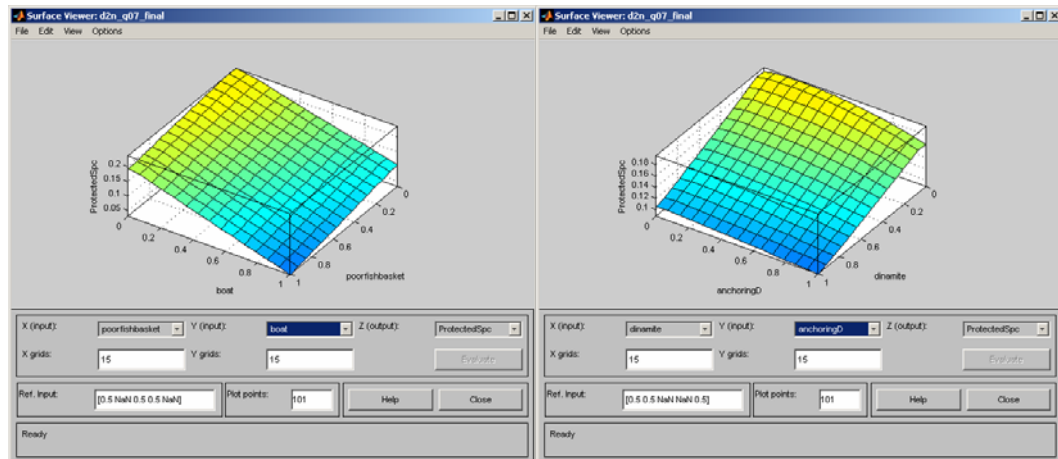 Surface Viewer: d2n_q07_final
File Edit View Options
ProtectedSpc
0.2
0.15
0.1
0.05
0
0.2
0.4
0.6
0.8
1
boat
0
0.2
0.4
0.6
0.8
1
poorfishbasket
X (input): poorfishbasket Y (input): boat Z (output): ProtectedSpc
X grids: 15 Y grids: 15 Evaluate
Ref. Input: [0.5 NaN 0.5 0.5 NaN] Plot points: 101 Help Close
Ready
Surface Viewer: d2n_q07_final
File Edit View Options
ProtectedSpc
0.18
0.16
0.14
0.12
0.1
0
0.2
0.4
0.6
0.8
1
anchoringD
0
0.2
0.4
0.6
0.8
1
dinamite
X (input): dinamite Y (input): anchoringD Z (output): ProtectedSpc
X grids: 15 Y grids: 15 Evaluate
Ref. Input: [0.5 0.5 NaN NaN 0.5] Plot points: 101 Help Close
Ready